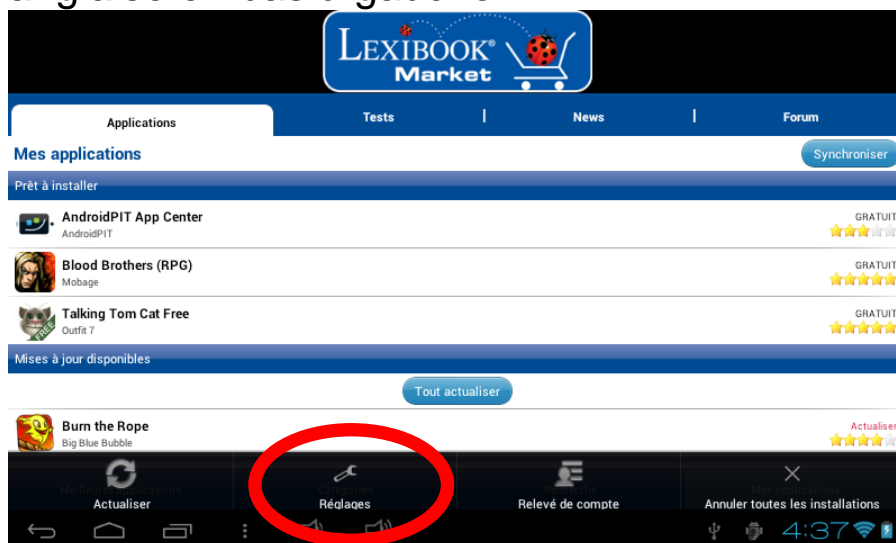 LEXIBOOK®
Market
Applications
Tests
News
Forum
Mes applications
Synchroniser
Prêt à installer
AndroidPIT App Center
GRATUIT
AndroidPIT
Blood Brothers (RPG)
GRATUIT
Mobage
Talking Tom Cat Free
GRATUIT
FREE
Outfit 7
Mises à jour disponibles
Tout actualiser
Burn the Rope
Actualiser
Big Blue Bubble
Actualiser
Réglages
Relevé de compte
Annuler toutes les installations
4:37